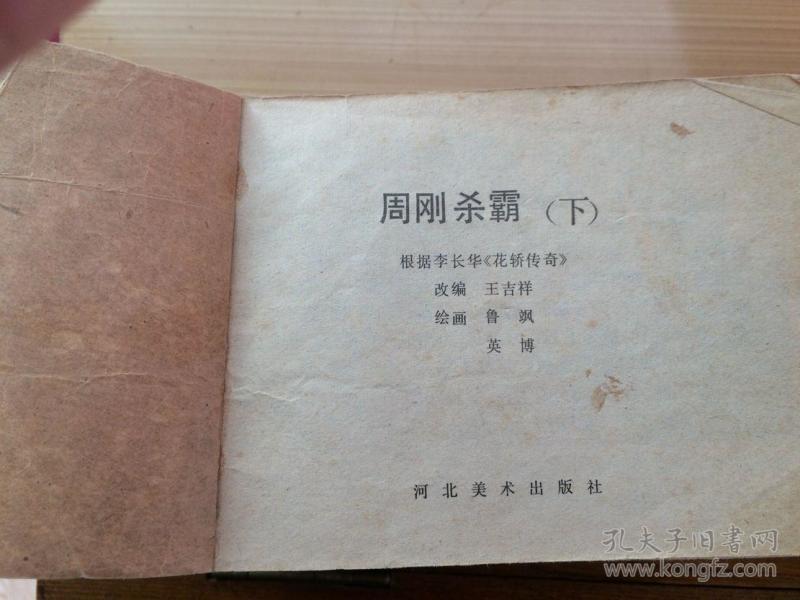 周刚杀霸（下）
根据李长华《花轿传奇》
改编 王吉祥
绘画 鲁飒
英博
河北美术出版社
孔夫子旧书网
www.kongfz.com